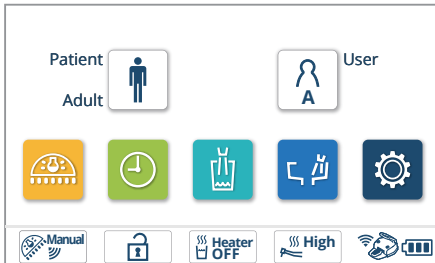 Patient
User
Adult
A
Manual
Heater
OFF
High